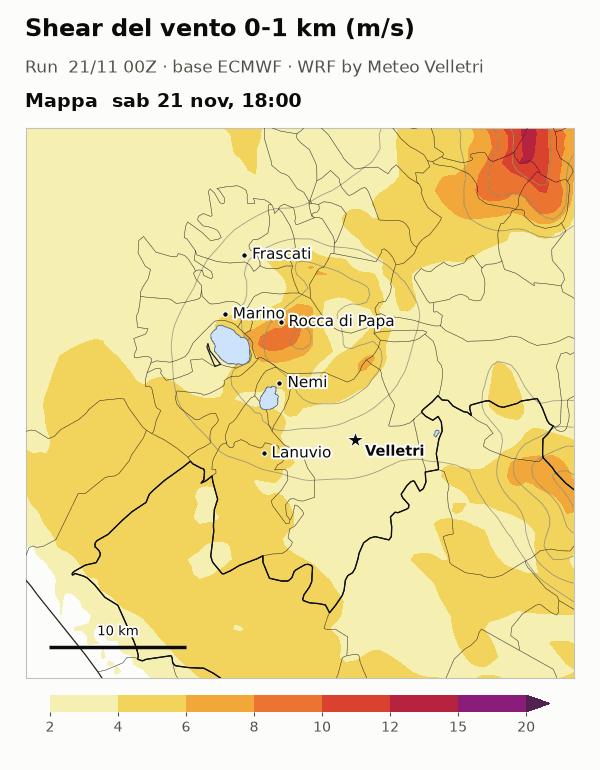 Shear del vento 0-1 km (m/s)
Run  21/11 00Z · base ECMWF · WRF by Meteo Velletri
Mappa  sab 21 nov, 18:00
Frascati
Marino
Rocca di Papa
Nemi
Velletri
Lanuvio
10 km
2 4 6 8 10 12 15 20